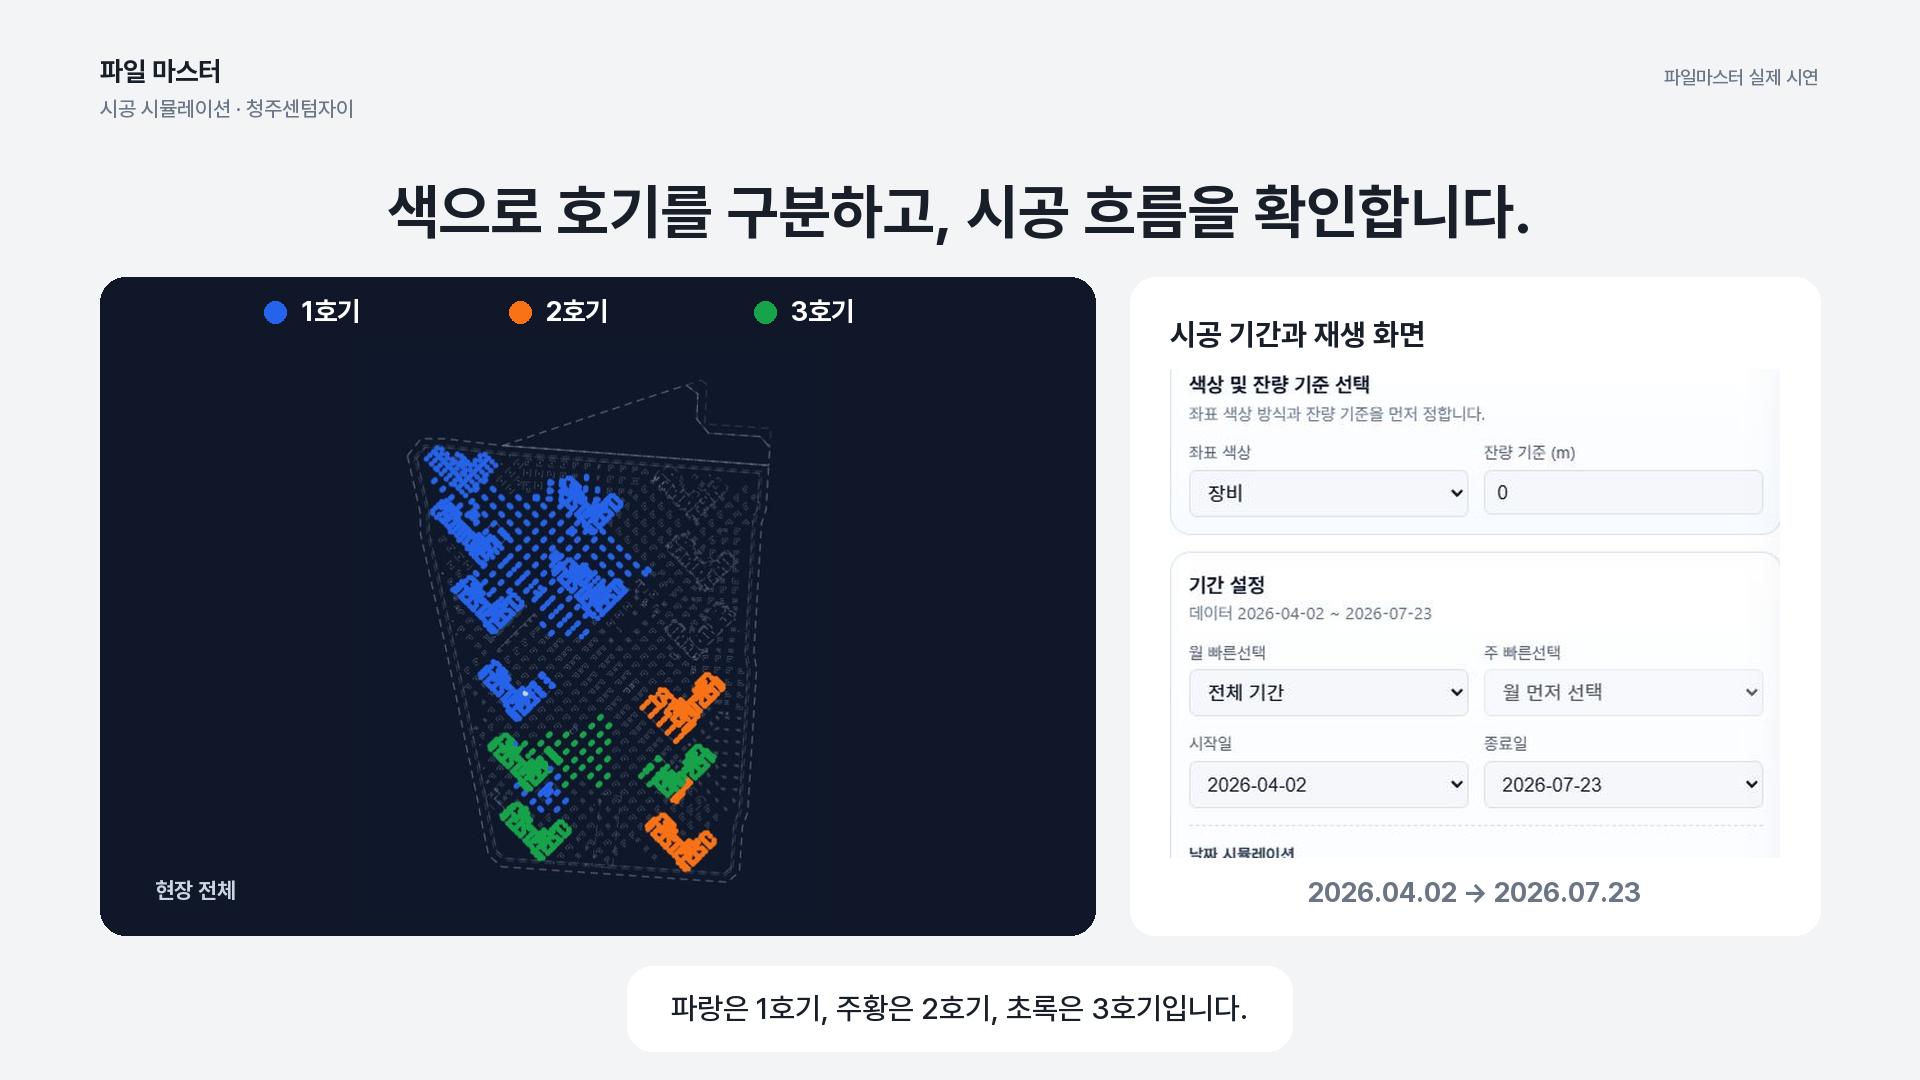 파일 마스터
시공 시뮬레이션 · 청주센텀자이
파일마스터 실제 시연
색으로 호기를 구분하고, 시공 흐름을 확인합니다.
1호기
2호기
3호기
현장 전체
시공 기간과 재생 화면
색상 및 잔량 기준 선택
좌표 색상 방식과 잔량 기준을 먼저 정합니다.
좌표 색상
잔량 기준 (m)
장비
0
기간 설정
데이터 2026-04-02 ~ 2026-07-23
월 빠른선택
주 빠른선택
전체 기간
월 먼저 선택
시작일
종료일
2026-04-02
2026-07-23
날짜 시뮬레이션
2026.04.02 → 2026.07.23
파랑은 1호기, 주황은 2호기, 초록은 3호기입니다.